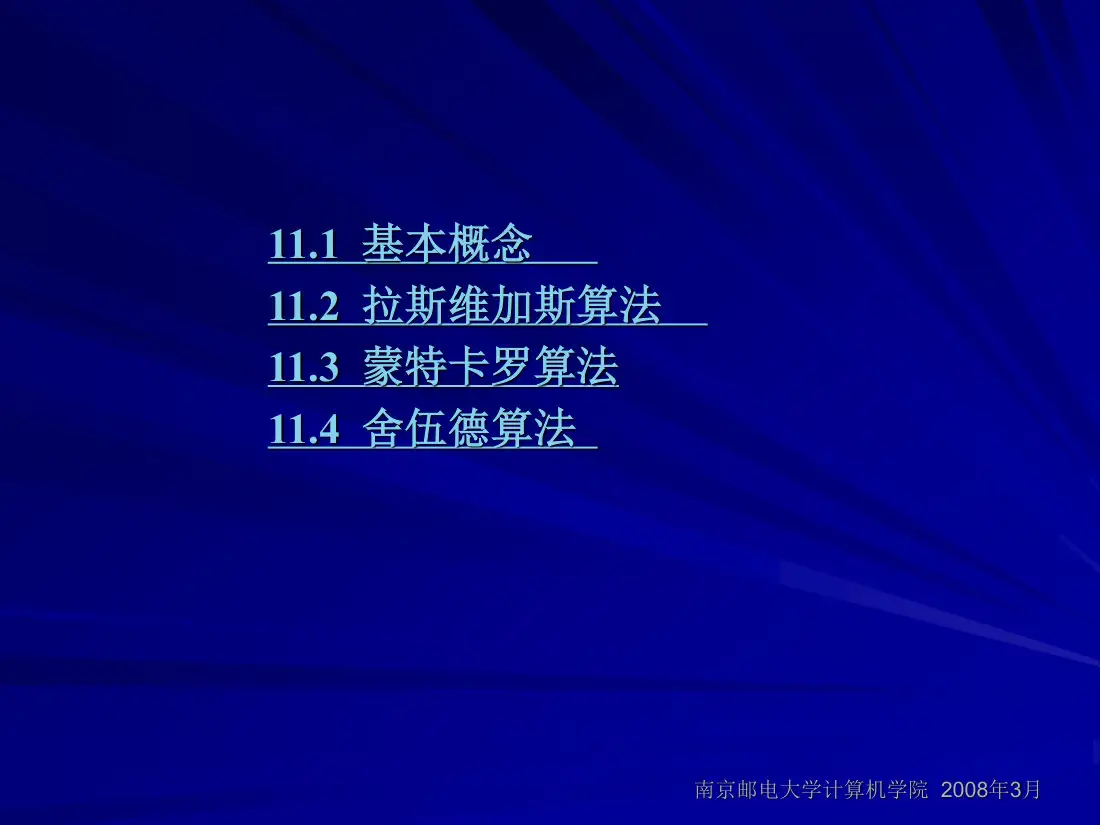 11.1 基本概念
11.2 拉斯维加斯算法
11.3 蒙特卡罗算法
11.4 舍伍德算法
南京邮电大学计算机学院 2008年3月